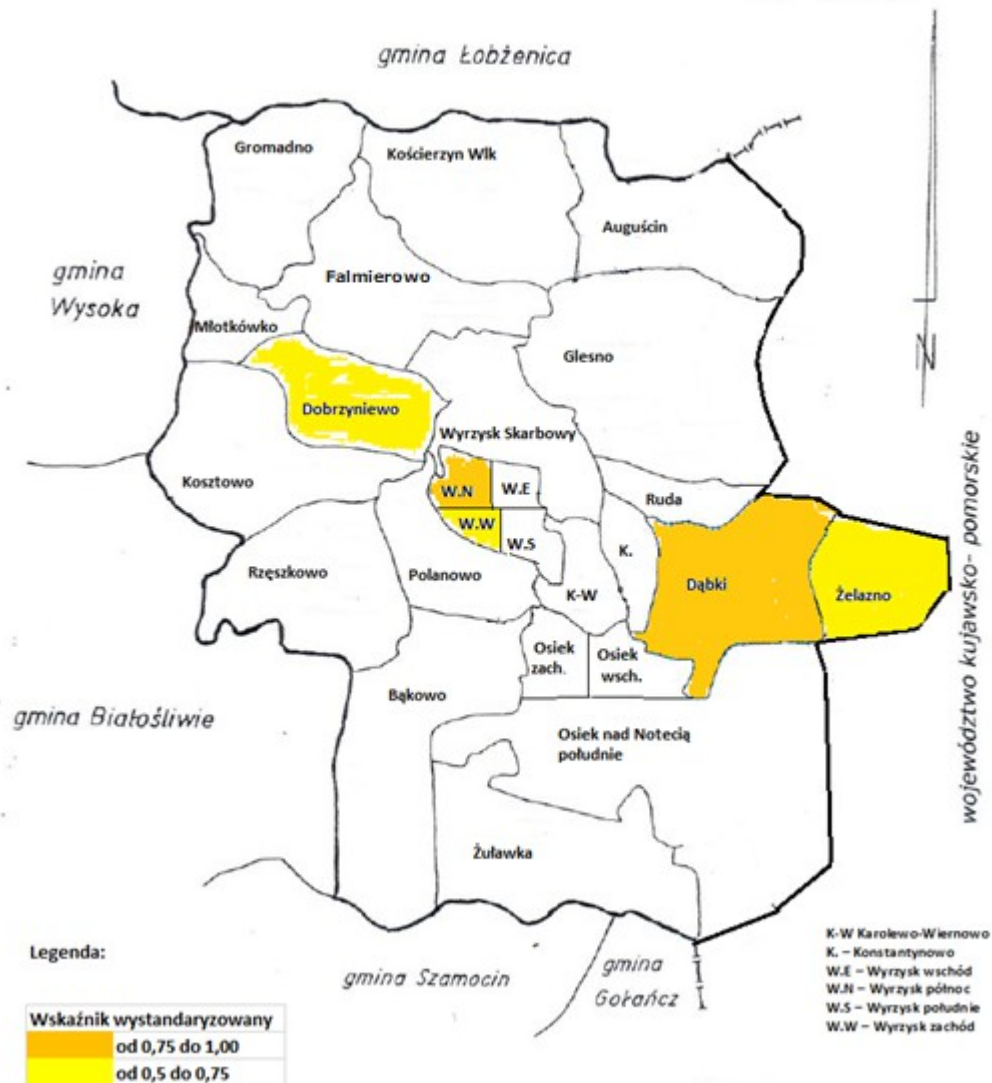 gmina Łobżenica
Gromadno
Kościerzyn Wlk
Auguścin
gmina
Wysoka
Falmierowo
Młotkówko
Glesno
N
Dobrzyniewo
Wyrzysk Skarbowy
Kosztowo
W.N
W.E
Ruda
W.W
W.S
K.
Rzęszkowo
Polanowo
K-W
Dąbki
Żelazno
województwo kujawsko- pomorskie
Osiek
zach.
Osiek
wsch.
Bąkowo
gmina Białośliwie
Osiek nad Notecią
południe
Żuławka
Legenda:
gmina Szamocin
gmina
Gołańcz
K-W Karolewo-Wiernowo
K. – Konstantynowo
W.E – Wyrzysk wschód
W.N – Wyrzysk północ
W.S – Wyrzysk południe
W.W – Wyrzysk zachód
Wskaźnik wystandaryzowany
od 0,75 do 1,00
od 0,5 do 0,75